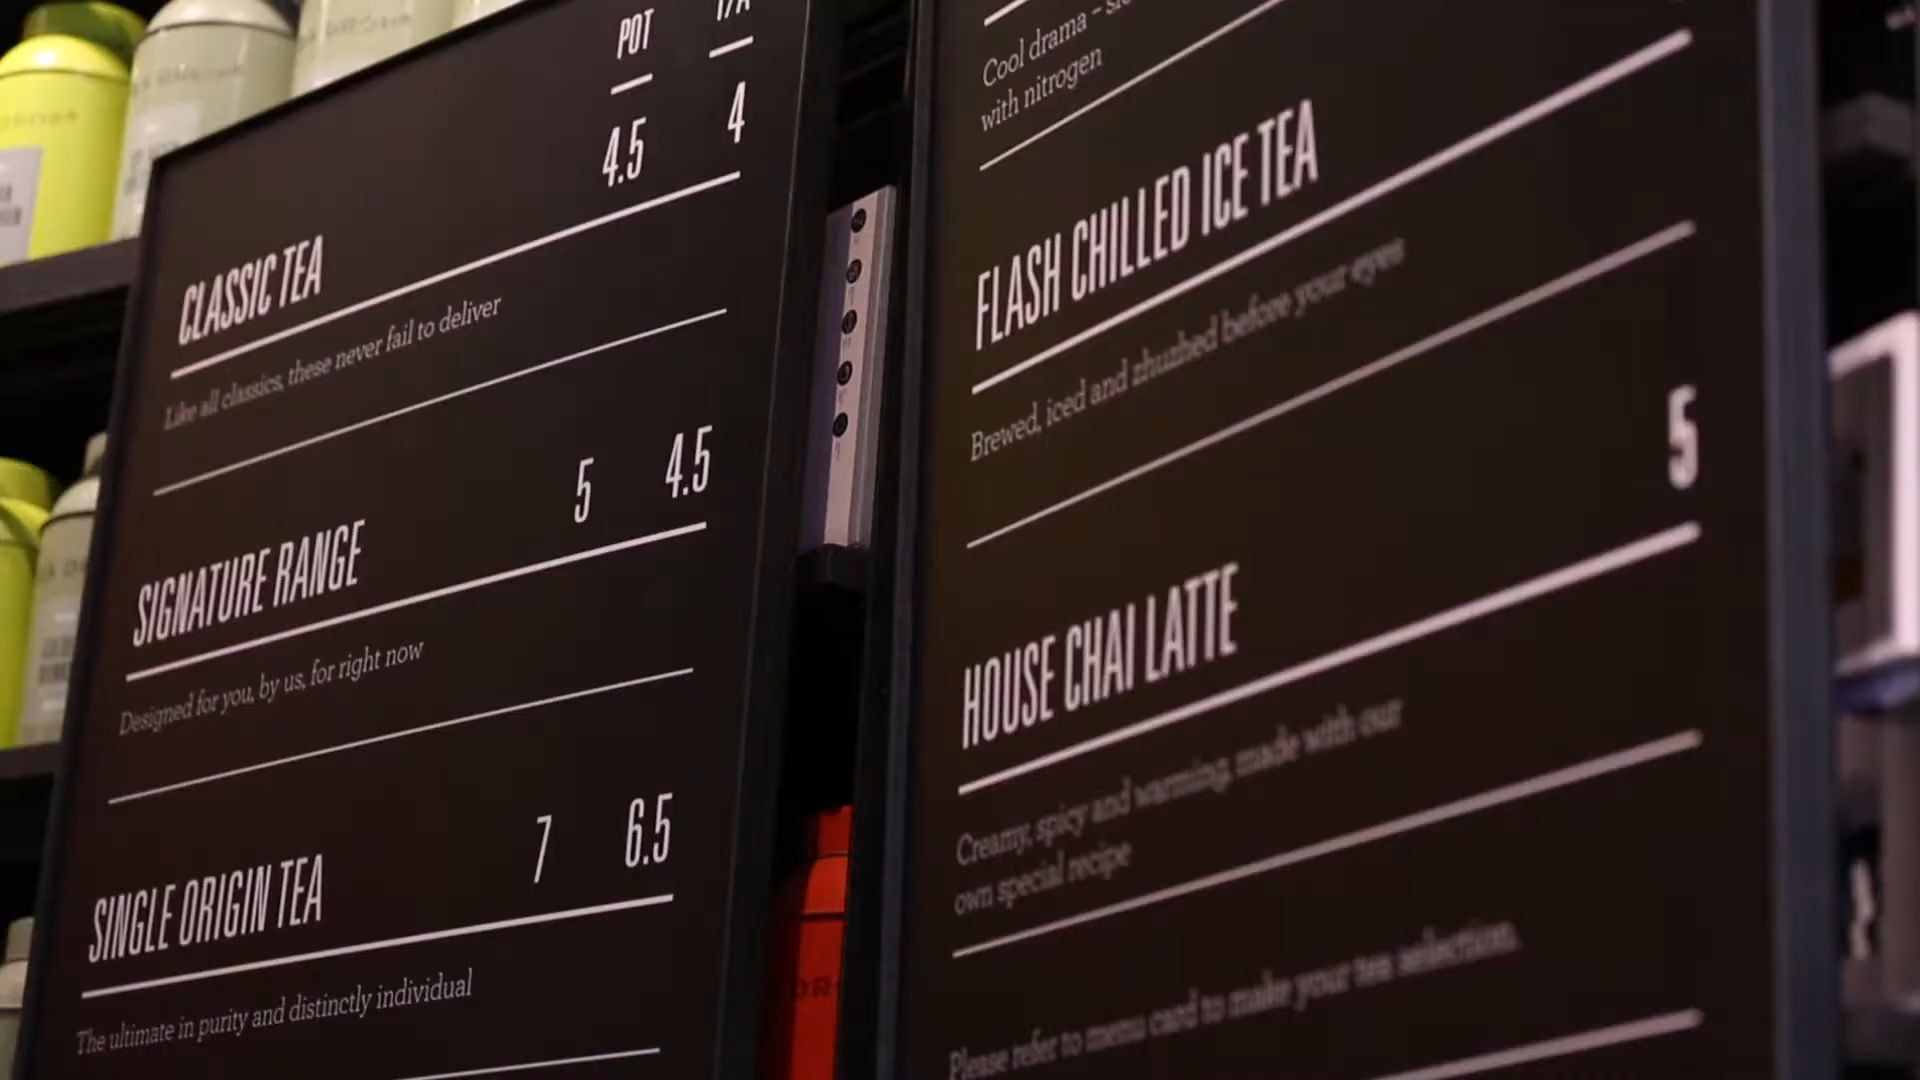 POT T/A
4.5 4
CLASSIC TEA
Like all classics, these never fail to deliver
5 4.5
SIGNATURE RANGE
Designed for you, by us, for right now
7 6.5
SINGLE ORIGIN TEA
The ultimate in purity and distinctly individual
Cool drama –
with nitrogen
FLASH CHILLED ICE TEA
Brewed, iced and zhuzhed before your eyes
5
HOUSE CHAI LATTE
Creamy, spicy and warming, made with our
own special recipe
Please refer to menu card to make your tea selection.